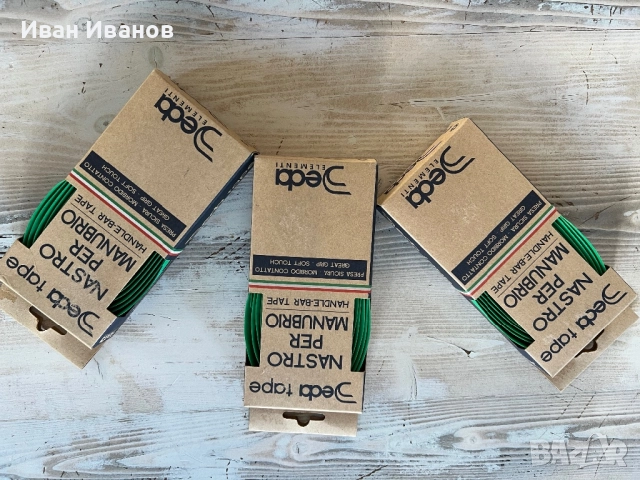 Иван Иванов
Deda
ELEMENTI
PRESA SICURA . MORBIDO CONTATTO
GREAT GRIP . SOFT TOUCH
HANDLE-BAR TAPE
NASTRO
PER
MANUBRIO
Deda tape
Deda
ELEMENTI
PRESA SICURA . MORBIDO CONTATTO
GREAT GRIP . SOFT TOUCH
HANDLE-BAR TAPE
NASTRO
PER
MANUBRIO
Deda tape
Deda
ELEMENTI
PRESA SICURA . MORBIDO CONTATTO
GREAT GRIP . SOFT TOUCH
HANDLE-BAR TAPE
NASTRO
PER
MANUBRIO
Deda tape
BAZAR